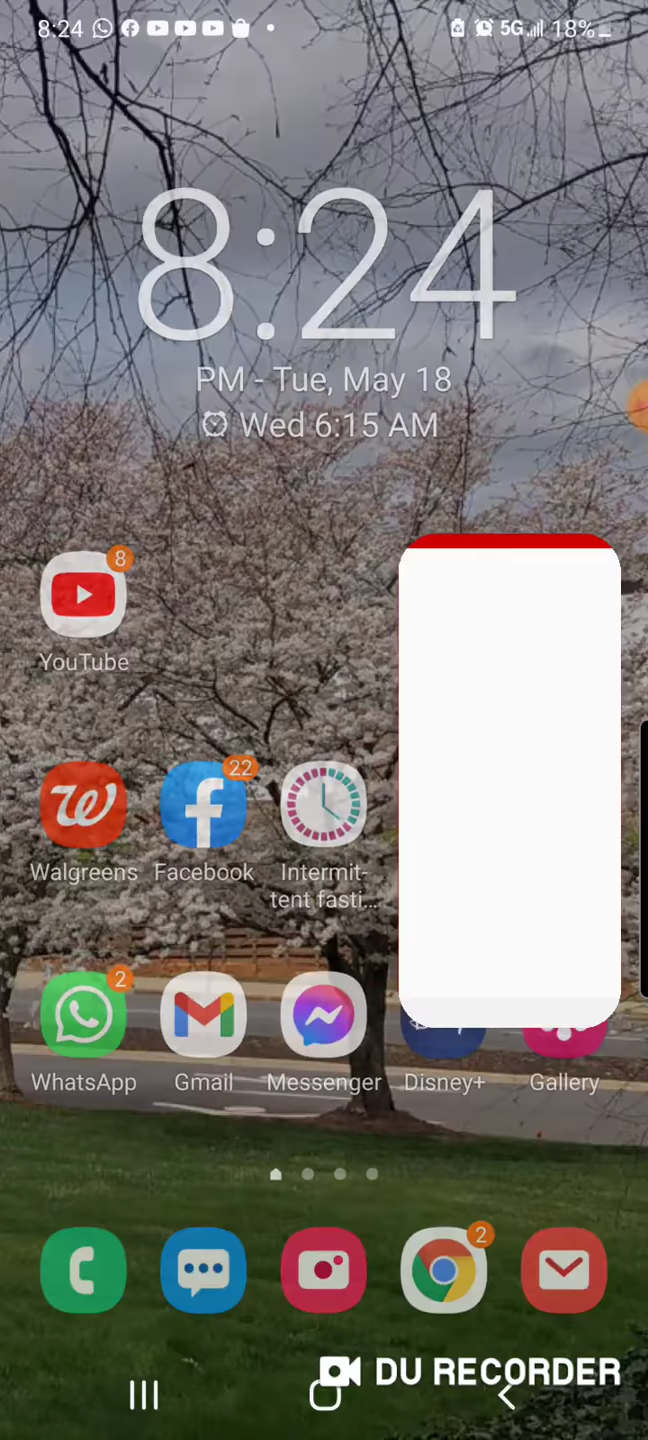 8:24
5G
18%
8:24
PM - Tue, May 18
Wed 6:15 AM
8
YouTube
22
Walgreens
Facebook
Intermit-
tent fasti...
2
WhatsApp
Gmail
Messenger
Disney+
Gallery
2
DU RECORDER